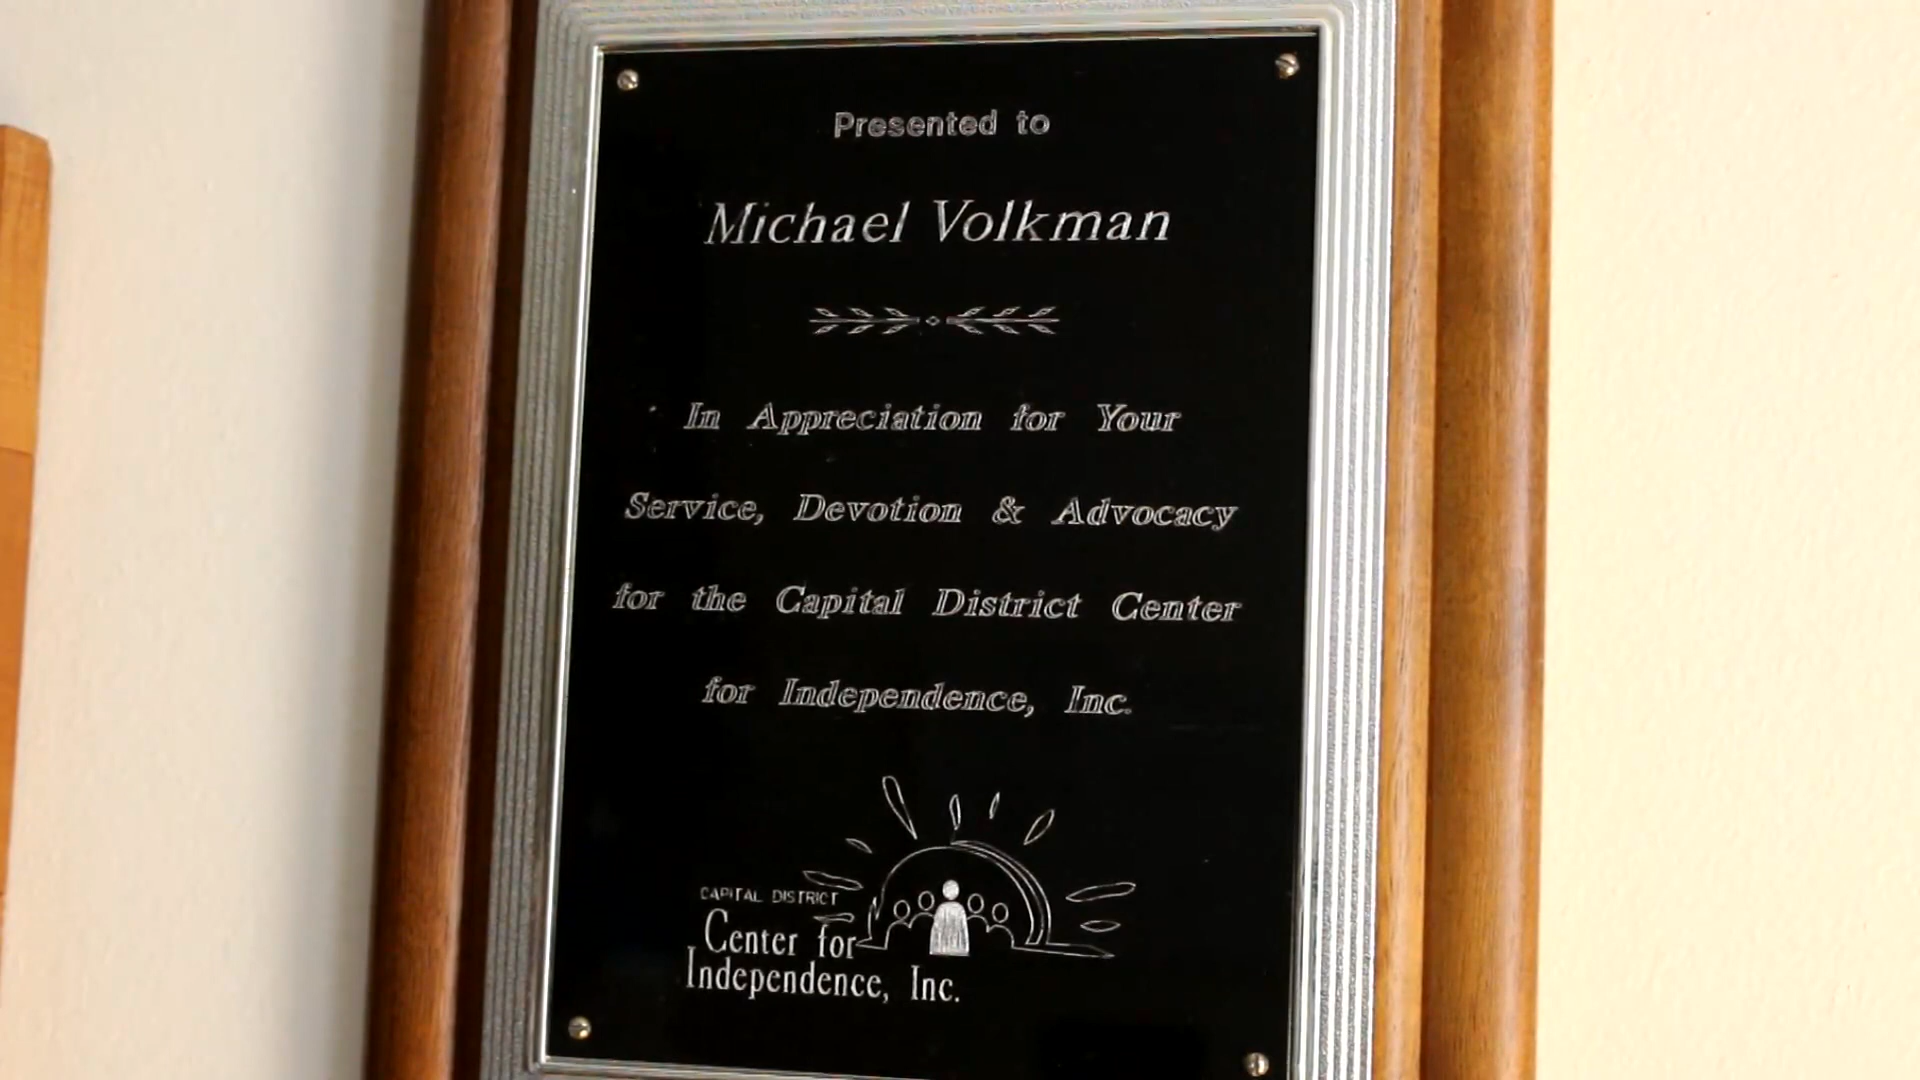 Presented to
Michael Volkman
In Appreciation for Your
Service, Devotion & Advocacy
for the Capital District Center
for Independence, Inc.
CAPITAL DISTRICT
Center for
Independence, Inc.